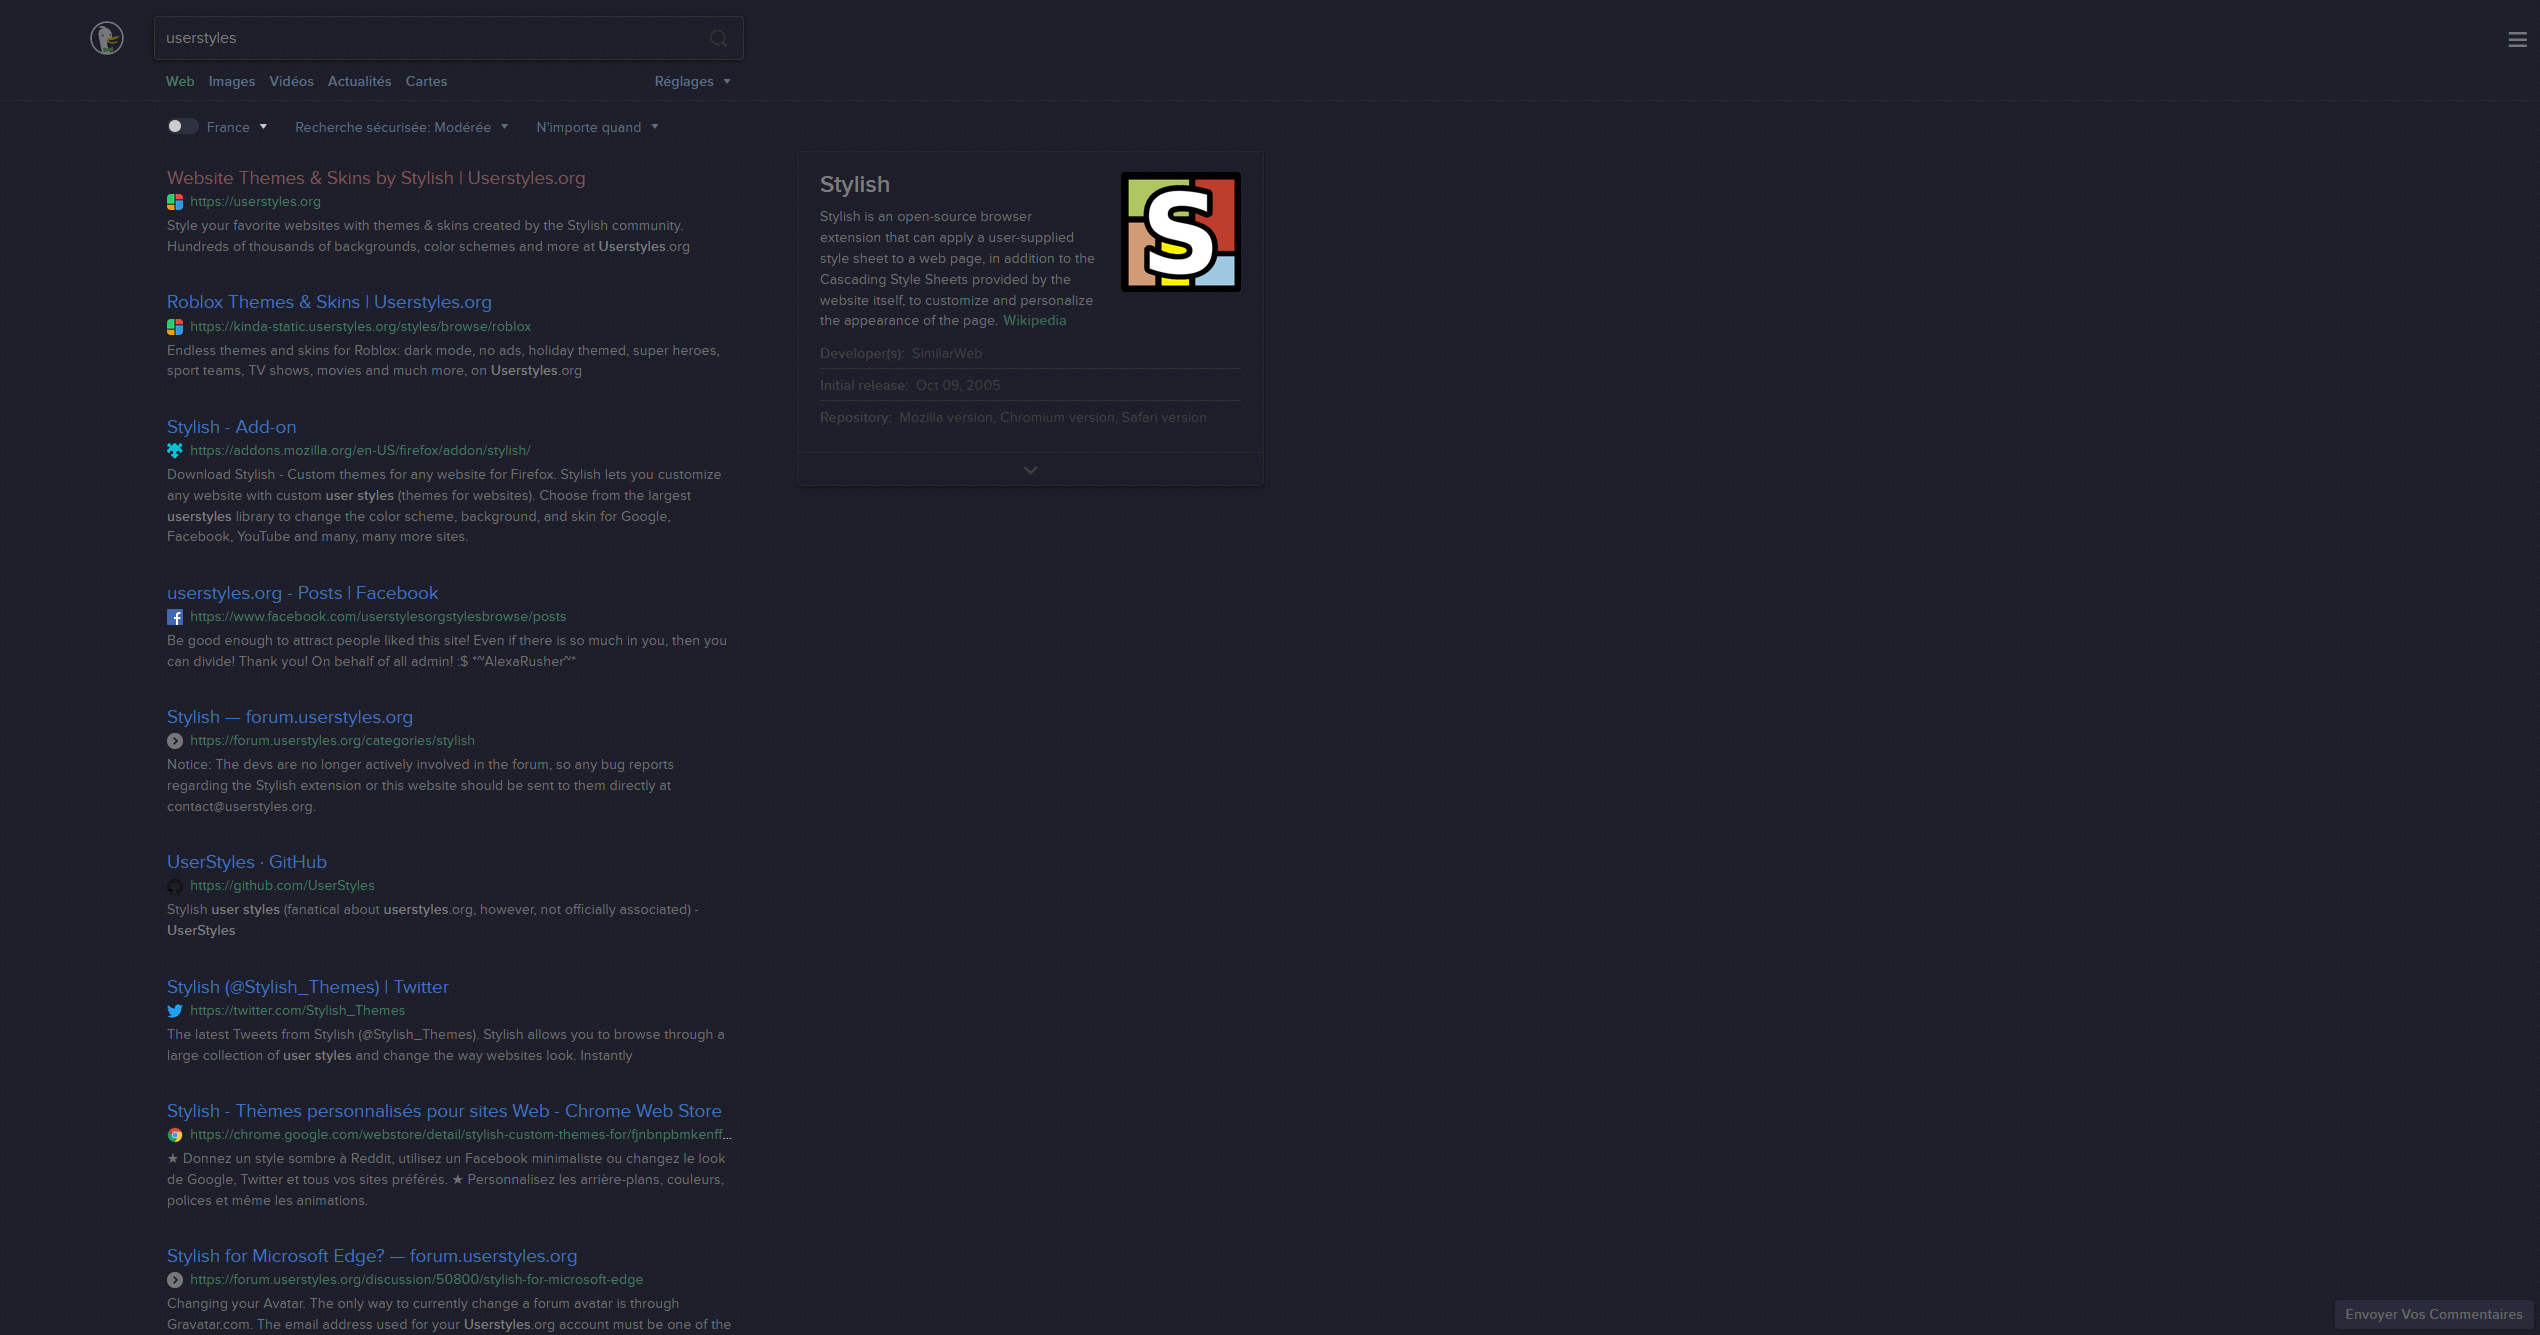 userstyles
Web Images Vidéos Actualités Cartes Réglages
France Recherche sécurisée: Modérée N'importe quand
Website Themes & Skins by Stylish | Userstyles.org
https://userstyles.org
Style your favorite websites with themes & skins created by the Stylish community.
Hundreds of thousands of backgrounds, color schemes and more at Userstyles.org
Roblox Themes & Skins | Userstyles.org
https://kinda-static.userstyles.org/styles/browse/roblox
Endless themes and skins for Roblox: dark mode, no ads, holiday themed, super heroes,
sport teams, TV shows, movies and much more, on Userstyles.org
Stylish - Add-on
https://addons.mozilla.org/en-US/firefox/addon/stylish/
Download Stylish - Custom themes for any website for Firefox. Stylish lets you customize
any website with custom user styles (themes for websites). Choose from the largest
userstyles library to change the color scheme, background, and skin for Google,
Facebook, YouTube and many, many more sites.
userstyles.org - Posts | Facebook
https://www.facebook.com/userstylesorgstylesbrowse/posts
Be good enough to attract people liked this site! Even if there is so much in you, then you
can divide! Thank you! On behalf of all admin! :$ *~AlexaRusher~*
Stylish — forum.userstyles.org
https://forum.userstyles.org/categories/stylish
Notice: The devs are no longer actively involved in the forum, so any bug reports
regarding the Stylish extension or this website should be sent to them directly at
contact@userstyles.org.
UserStyles · GitHub
https://github.com/UserStyles
Stylish user styles (fanatical about userstyles.org, however, not officially associated) -
UserStyles
Stylish (@Stylish_Themes) | Twitter
https://twitter.com/Stylish_Themes
The latest Tweets from Stylish (@Stylish_Themes). Stylish allows you to browse through a
large collection of user styles and change the way websites look. Instantly
Stylish - Thèmes personnalisés pour sites Web - Chrome Web Store
https://chrome.google.com/webstore/detail/stylish-custom-themes-for/fjnbnpbmkenff...
★ Donnez un style sombre à Reddit, utilisez un Facebook minimaliste ou changez le look
de Google, Twitter et tous vos sites préférés. ★ Personnalisez les arrière-plans, couleurs,
polices et même les animations.
Stylish for Microsoft Edge? — forum.userstyles.org
https://forum.userstyles.org/discussion/50800/stylish-for-microsoft-edge
Changing your Avatar. The only way to currently change a forum avatar is through
Gravatar.com. The email address used for your Userstyles.org account must be one of the
Stylish
S
Stylish is an open-source browser
extension that can apply a user-supplied
style sheet to a web page, in addition to the
Cascading Style Sheets provided by the
website itself, to customize and personalize
the appearance of the page. Wikipedia
Developer(s): SimilarWeb
Initial release: Oct 09, 2005
Repository: Mozilla version, Chromium version, Safari version
Envoyer Vos Commentaires